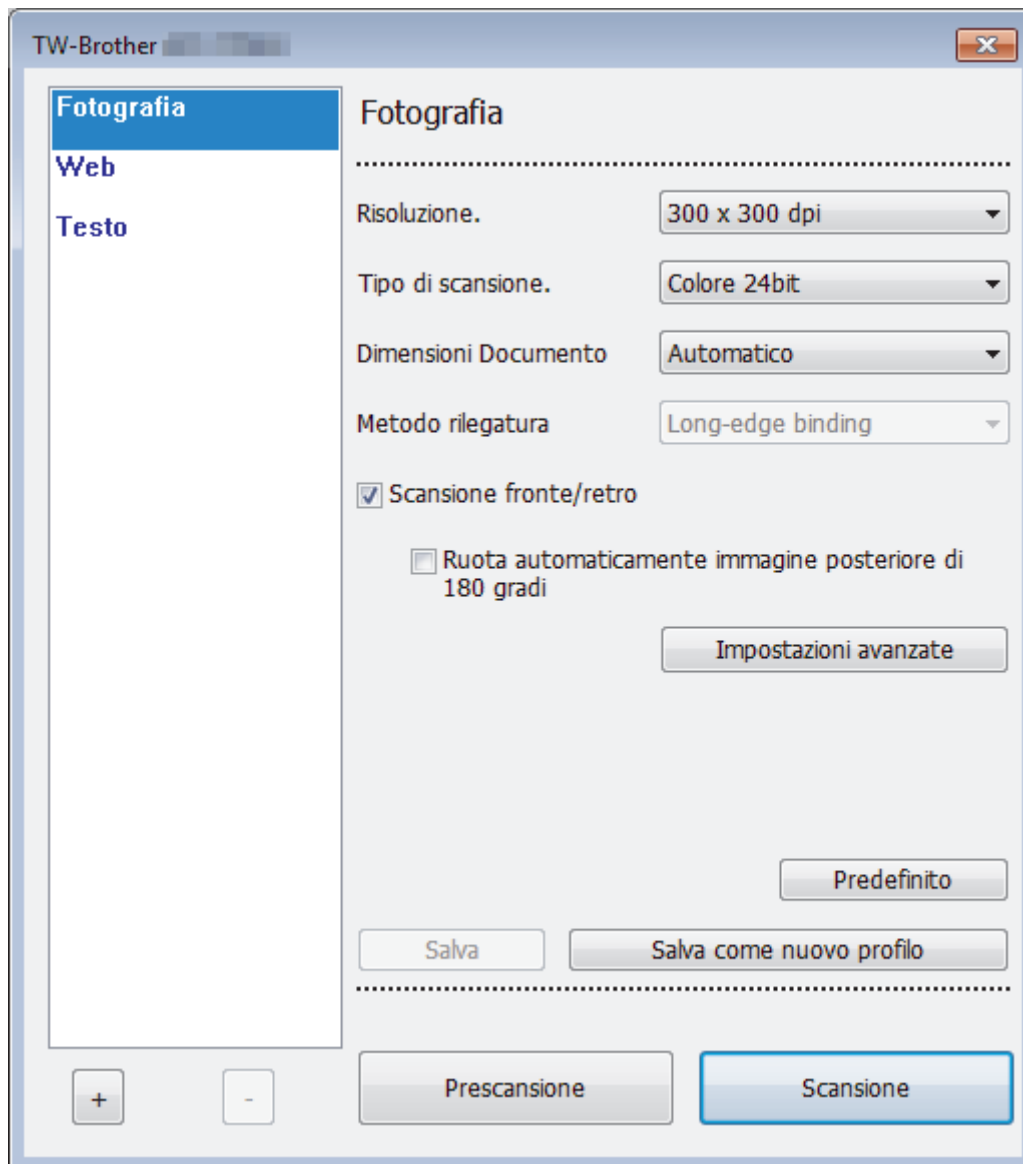 TW-Brother
Fotografia
Web
Testo
Fotografia
Risoluzione.
300 x 300 dpi
Tipo di scansione.
Colore 24bit
Dimensioni Documento
Automatico
Metodo rilegatura
Long-edge binding
Scansione fronte/retro
Ruota automaticamente immagine posteriore di
180 gradi
Impostazioni avanzate
Predefinito
Salva
Salva come nuovo profilo
+
-
Prescansione
Scansione